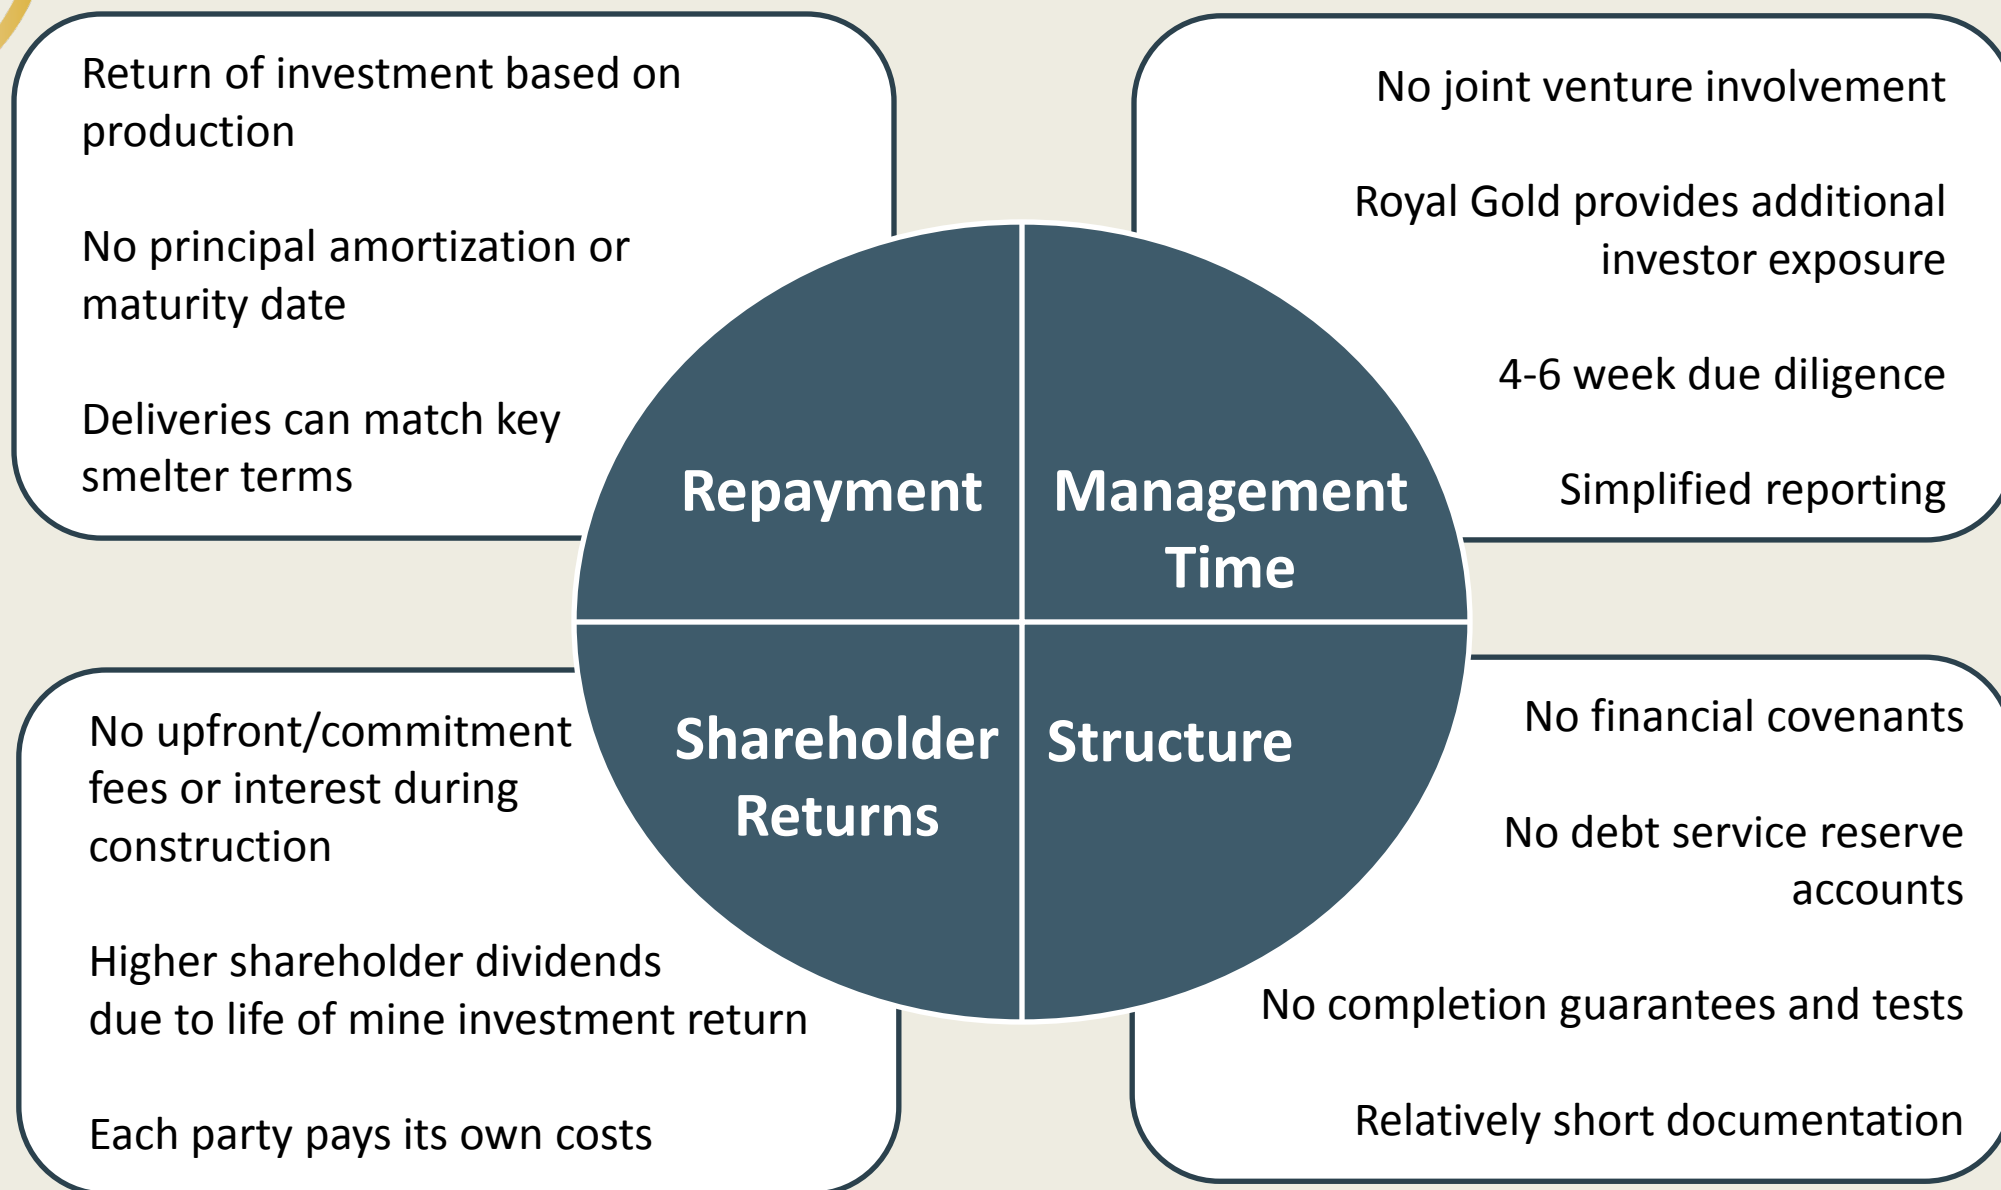 Return of investment based on
production
No principal amortization or
maturity date
Deliveries can match key
smelter terms
No joint venture involvement
Royal Gold provides additional
investor exposure
4-6 week due diligence
Simplified reporting
Repayment
Management
Time
Shareholder
Returns
Structure
No upfront/commitment
fees or interest during
construction
Higher shareholder dividends
due to life of mine investment return
Each party pays its own costs
No financial covenants
No debt service reserve
accounts
No completion guarantees and tests
Relatively short documentation